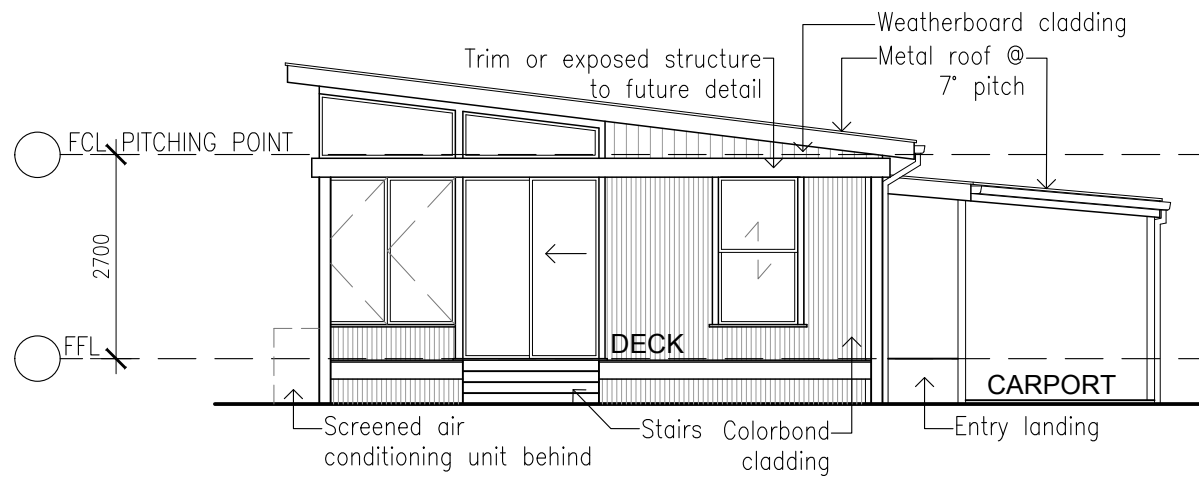 Weatherboard cladding
Trim or exposed structure
to future detail
Metal roof @
7° pitch
FCL PITCHING POINT
2700
FFL
DECK
CARPORT
Screened air
conditioning unit behind
Stairs
Colorbond
cladding
Entry landing